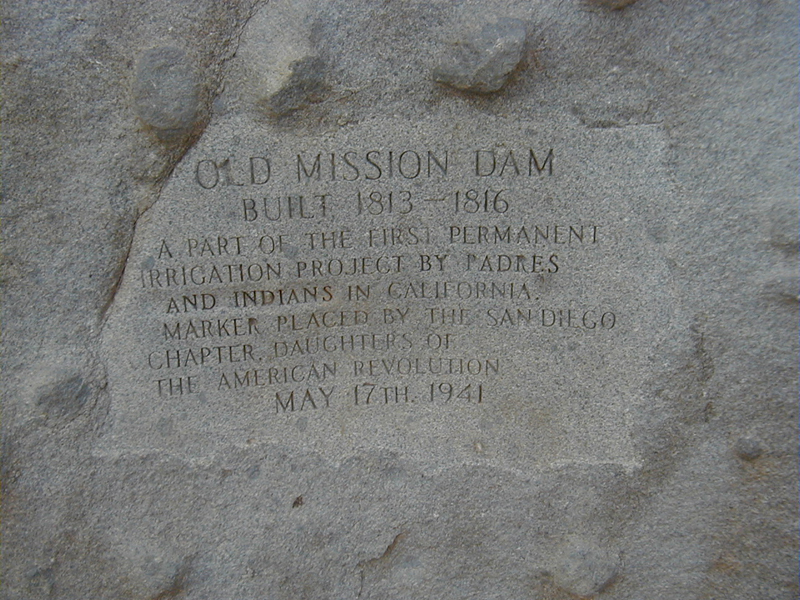 OLD MISSION DAM
BUILT 1813-1816
A PART OF THE FIRST PERMANENT
IRRIGATION PROJECT BY PADRES
AND INDIANS IN CALIFORNIA.
MARKER PLACED BY THE SAN DIEGO
CHAPTER, DAUGHTERS OF
THE AMERICAN REVOLUTION
MAY 17TH. 1941